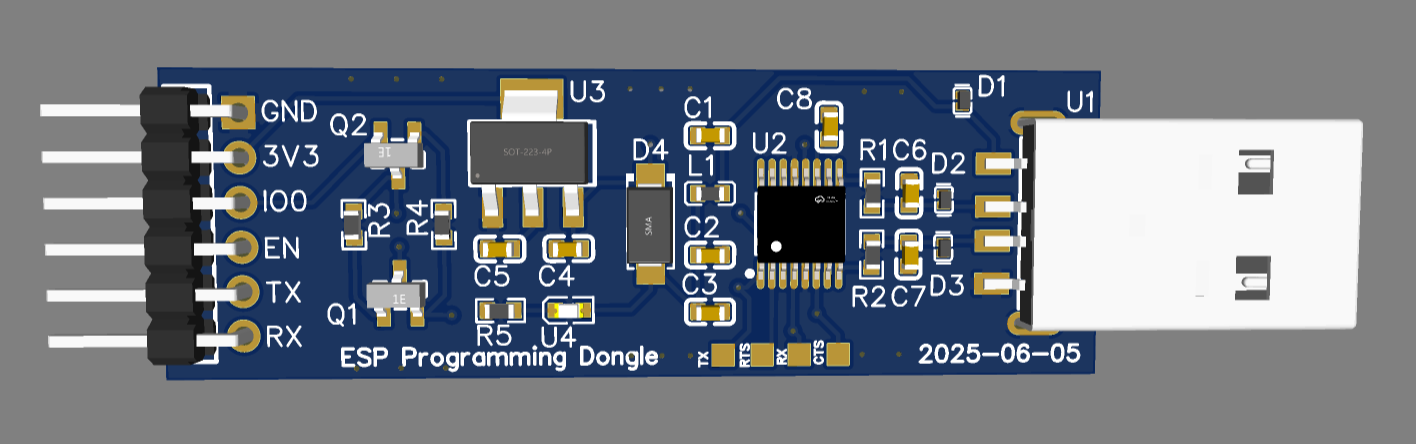 GND
3V3
IO0
EN
TX
RX
Q2
U3
SOT-223-4P
1E
R3
R4
Q1
1E
C5
C4
R5
U4
D4
SMA
C1
L1
C2
C3
C8
U2
R1
C6
R2
C7
D1
D2
D3
U1
TX
RTS
RX
CTS
ESP Programming Dongle
2025-06-05